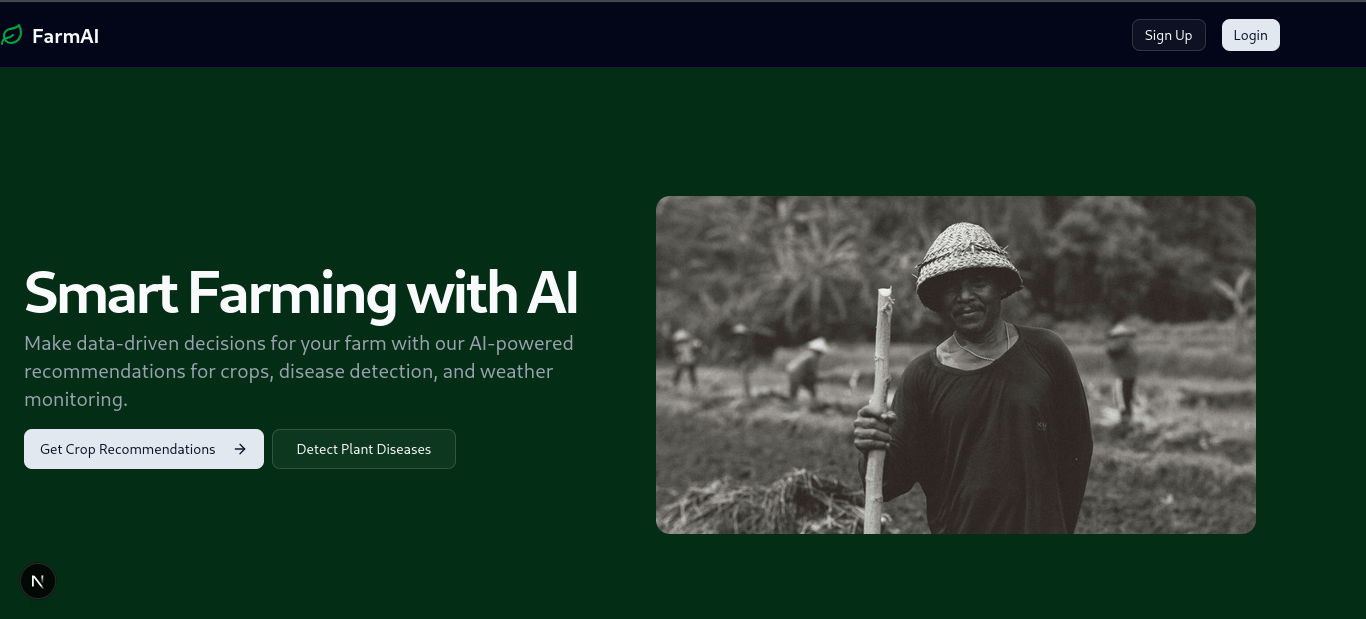 FarmAI
Sign Up
Login
Smart Farming with AI
Make data-driven decisions for your farm with our AI-powered
recommendations for crops, disease detection, and weather
monitoring.
Get Crop Recommendations
Detect Plant Diseases
N